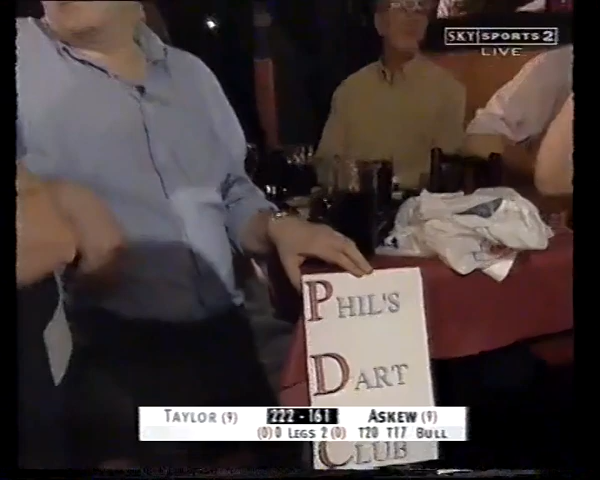 SKY SPORTS 2
LIVE
PHIL'S
DART
CLUB
TAYLOR (9) 222 - 161 ASKEW (9)
(0) 0 LEGS 2 (0) T20 T17 BULL